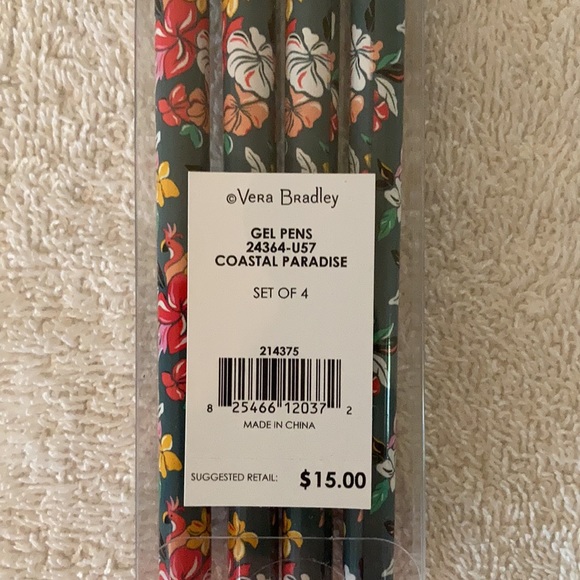 ©Vera Bradley
GEL PENS
24364-U57
COASTAL PARADISE
SET OF 4
214375
8 25466 12037 2
MADE IN CHINA
SUGGESTED RETAIL: $15.00